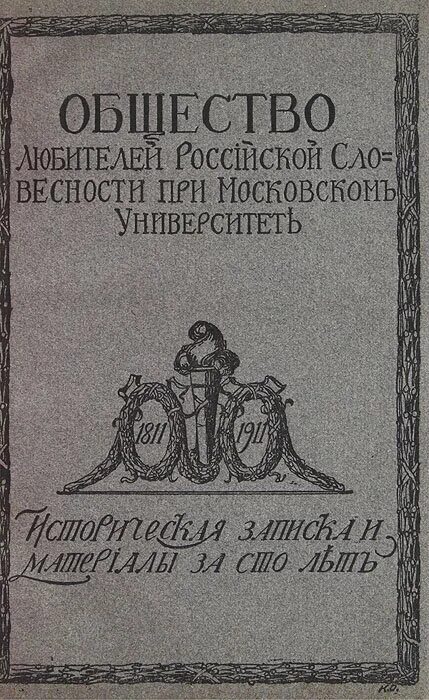 ОБЩЕСТВО
ЛЮБИТЕЛЕЙ РОССІЙСКОЙ СЛО=
ВЕСНОСТИ ПРИ МОСКОВСКОМЪ
УНИВЕРСИТЕТѢ
1811 1911
Историческая записка и
матеріалы за сто лѣтъ
К.О.